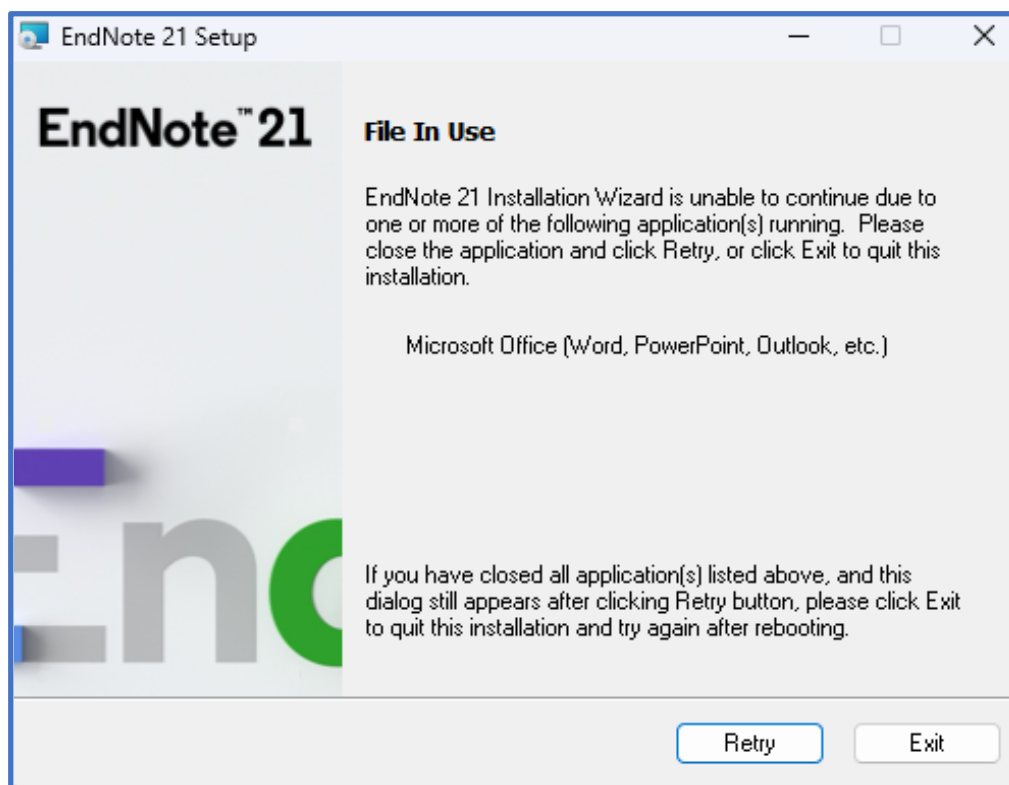 EndNote 21 Setup
EndNote™21
File In Use
EndNote 21 Installation Wizard is unable to continue due to
one or more of the following application(s) running.  Please
close the application and click Retry, or click Exit to quit this
installation.
Microsoft Office (Word, PowerPoint, Outlook, etc.)
If you have closed all application(s) listed above, and this
dialog still appears after clicking Retry button, please click Exit
to quit this installation and try again after rebooting.
En
Retry
Exit